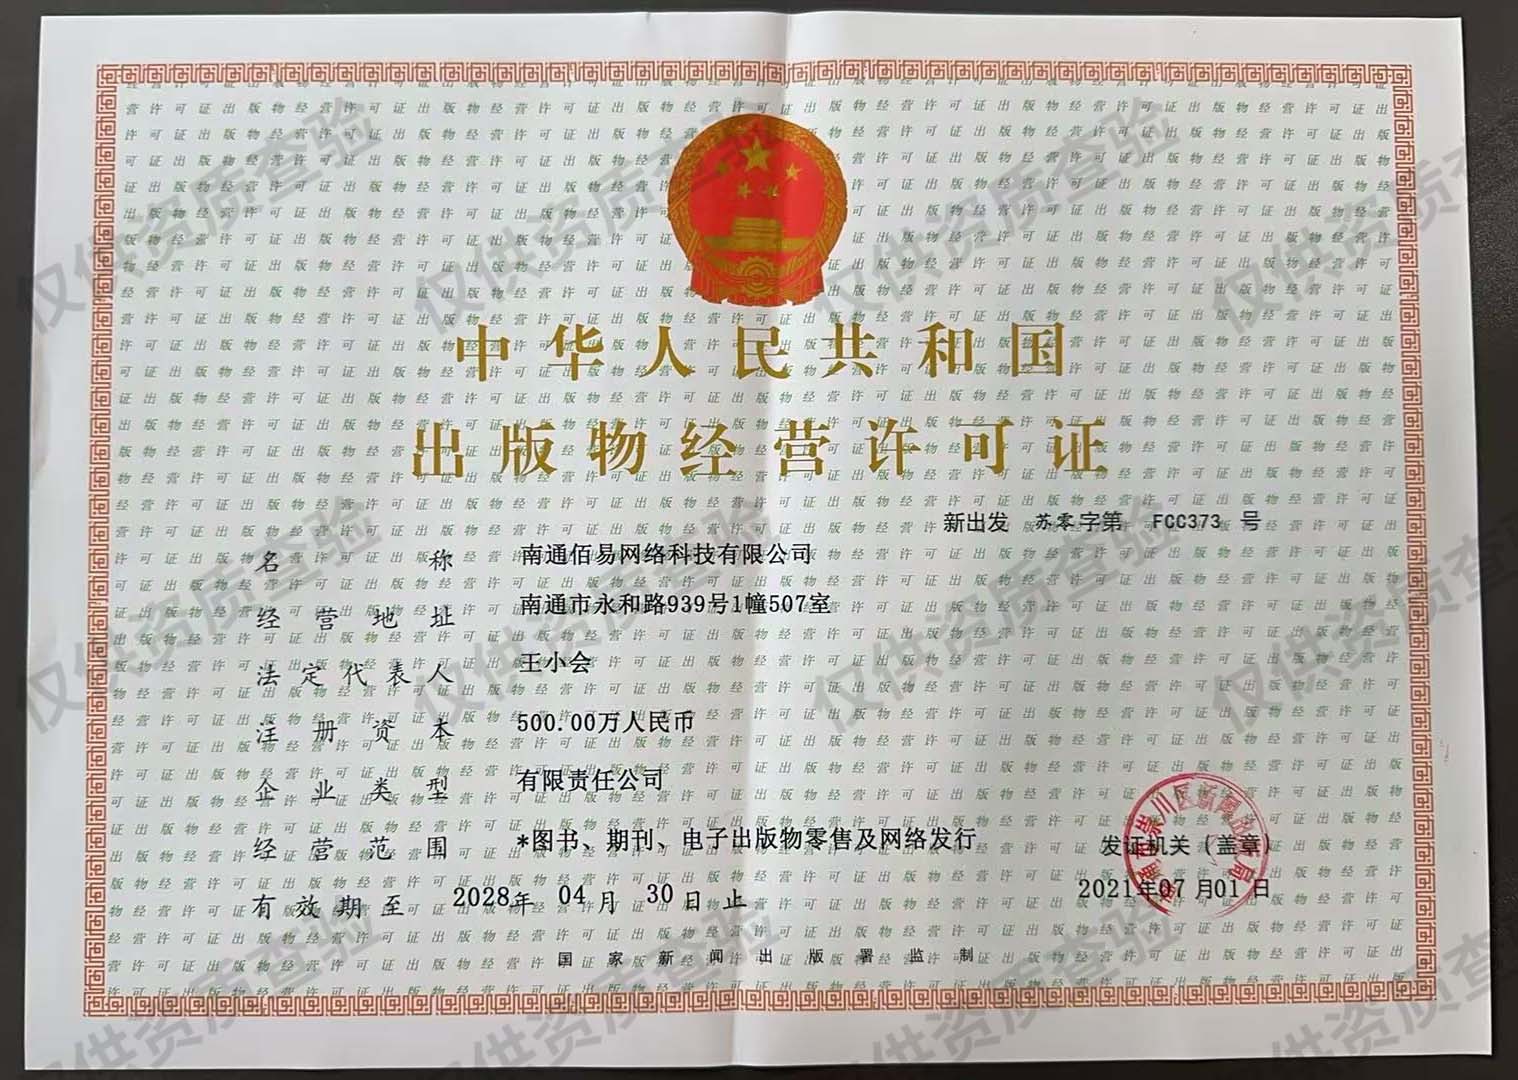 中华人民共和国
出版物经营许可证
新出发 苏零字第 FCC373 号
名称 南通佰易网络科技有限公司
经营地址 南通市永和路939号1幢507室
法定代表人 王小会
注册资本 500.00万人民币
企业类型 有限责任公司
经营范围 *图书、期刊、电子出版物零售及网络发行
发证机关（盖章）
有效期至 2028年 04月 30日止
2021年07月01日
国家新闻出版署监制
仅供资质查验